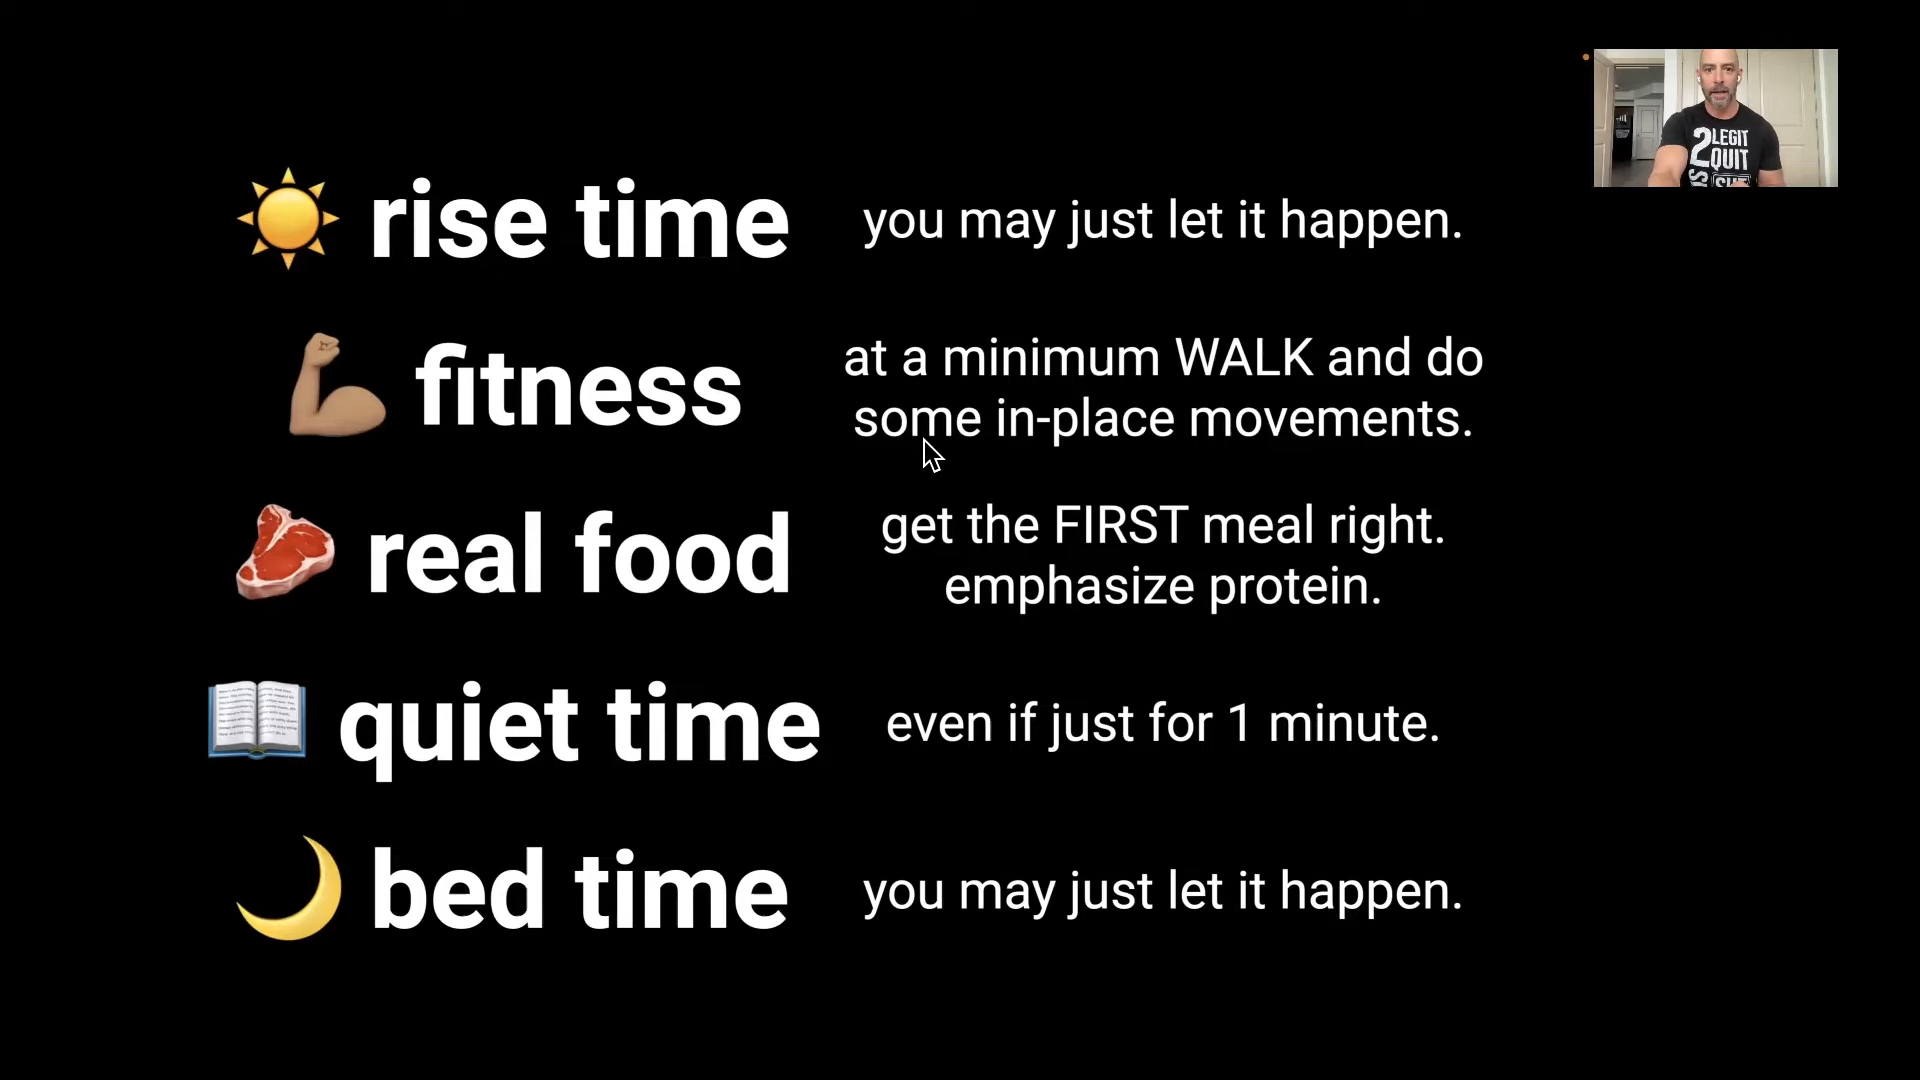 rise time
you may just let it happen.
fitness
at a minimum WALK and do
some in-place movements.
real food
get the FIRST meal right.
emphasize protein.
quiet time
even if just for 1 minute.
bed time
you may just let it happen.
2 LEGIT
QUIT